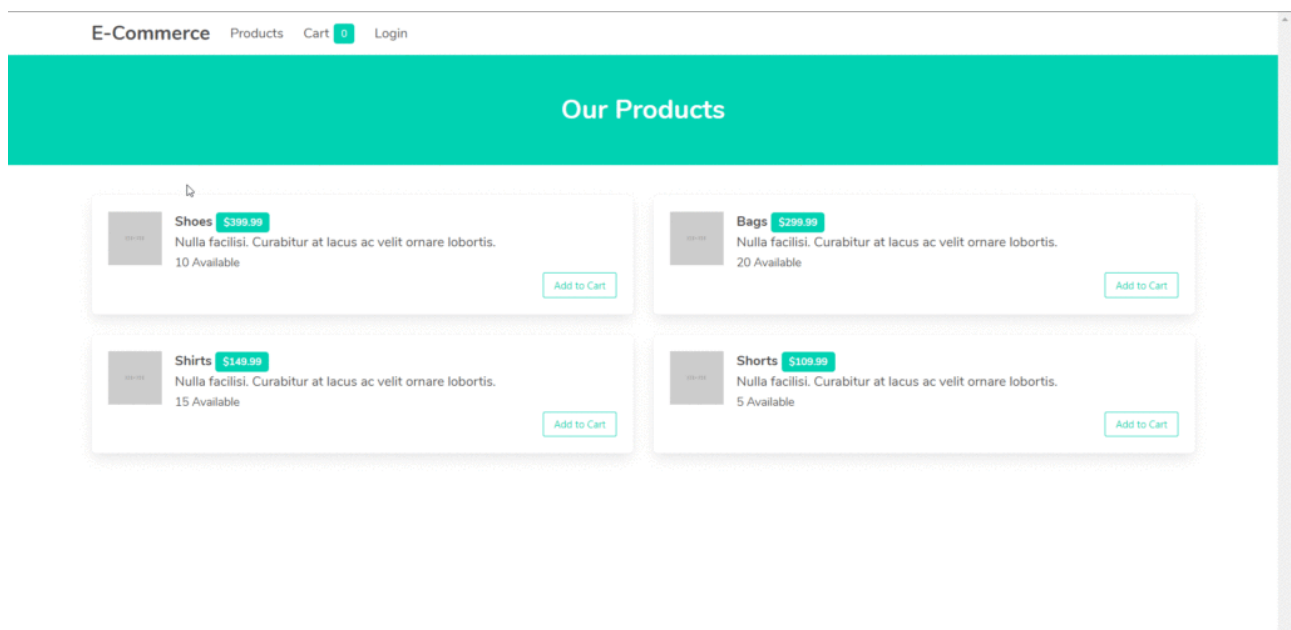 E-Commerce Products Cart 0 Login
Our Products
Shoes $399.99
Nulla facilisi. Curabitur at lacus ac velit ornare lobortis.
10 Available
Add to Cart
Bags $299.99
Nulla facilisi. Curabitur at lacus ac velit ornare lobortis.
20 Available
Add to Cart
Shirts $149.99
Nulla facilisi. Curabitur at lacus ac velit ornare lobortis.
15 Available
Add to Cart
Shorts $109.99
Nulla facilisi. Curabitur at lacus ac velit ornare lobortis.
5 Available
Add to Cart